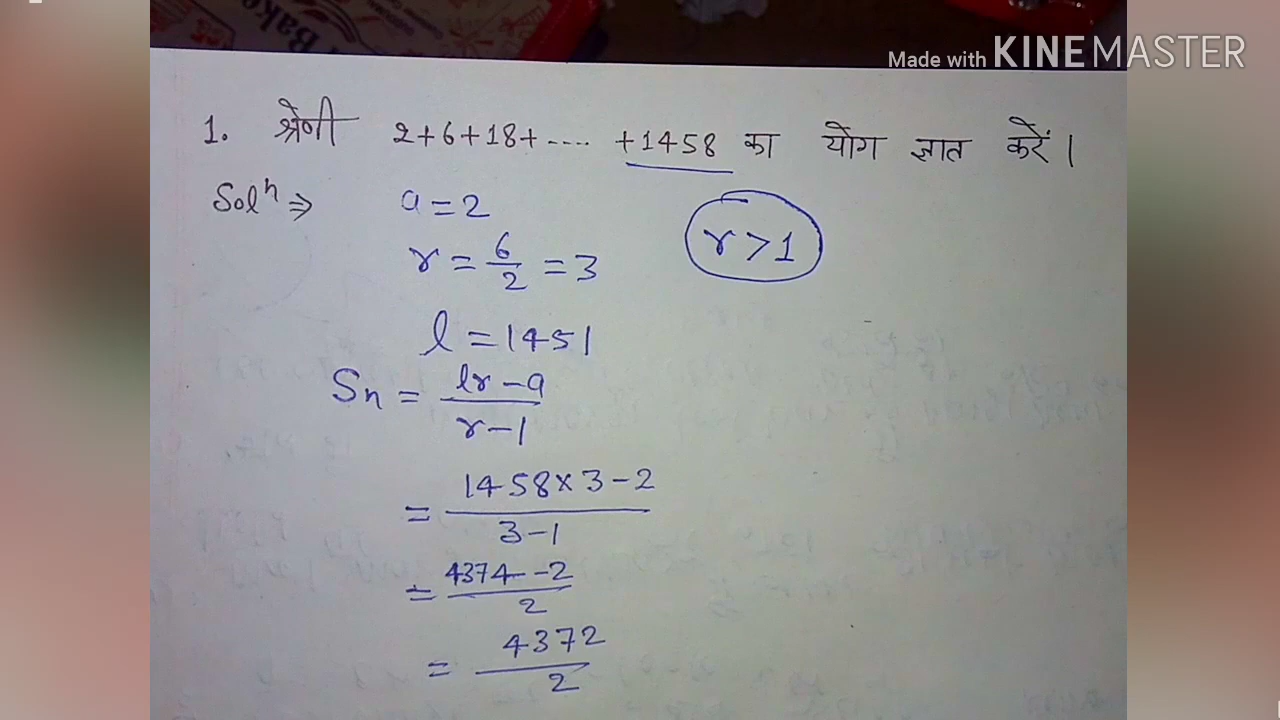 Bake
Made with KINEMASTER
1. श्रेणी 2+6+18+.... +1458 का योग ज्ञात करें।
Solⁿ ⇒ a = 2
r > 1
r = 6/2 = 3
l = 1451
Sn = lr - a / r - 1
= 1458 × 3 - 2 / 3 - 1
= 4374 - - 2 / 2
= 4372 / 2